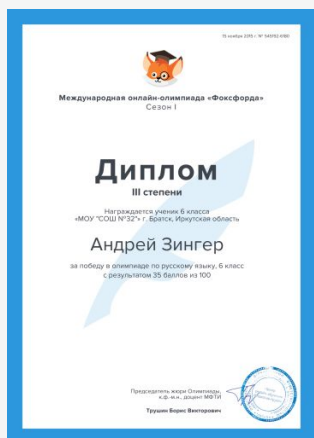 Международная онлайн-олимпиада «Фоксфорда»
Сезон I
Диплом
III степени
Награждается ученик 6 класса
«МОУ "СОШ №32"» г. Братск, Иркутская область
Андрей Зингер
за победу в олимпиаде по русскому языку, 6 класс
с результатом 35 баллов из 100
Председатель жюри Олимпиады,
к.ф.-м.н., доцент МФТИ
Трушин Борис Викторович